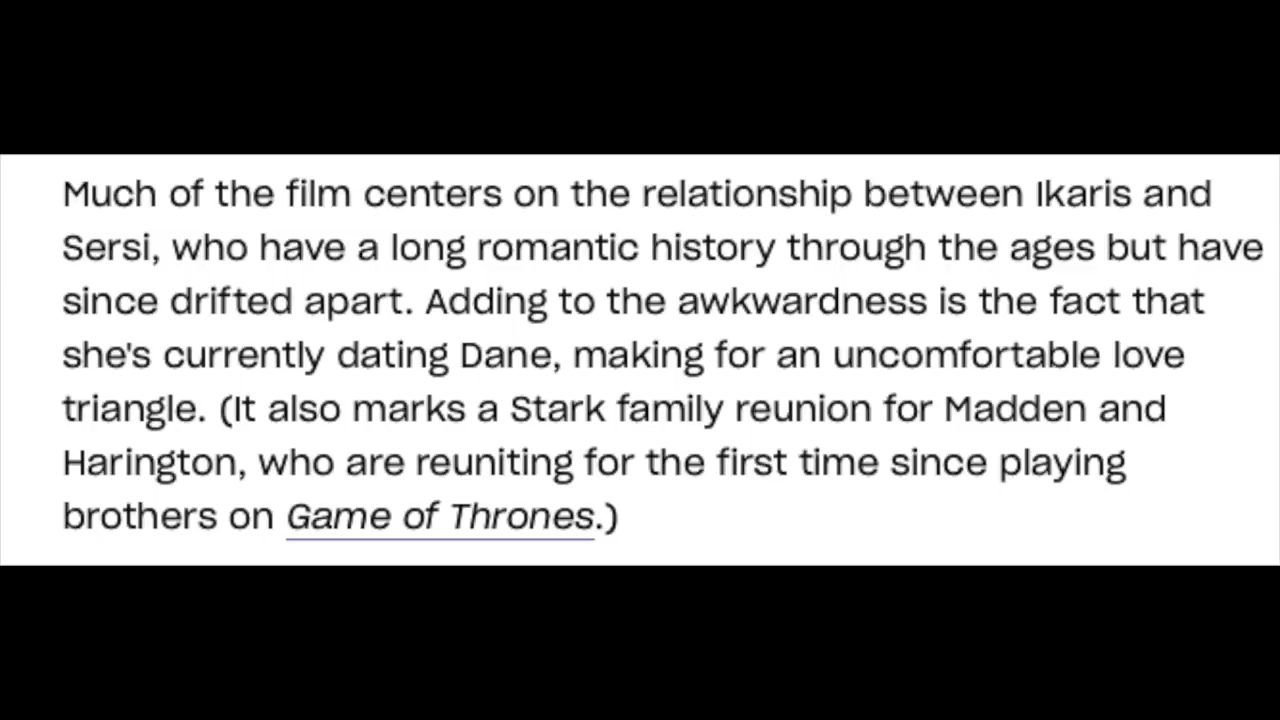 Much of the film centers on the relationship between Ikaris and
Sersi, who have a long romantic history through the ages but have
since drifted apart. Adding to the awkwardness is the fact that
she's currently dating Dane, making for an uncomfortable love
triangle. (It also marks a Stark family reunion for Madden and
Harington, who are reuniting for the first time since playing
brothers on Game of Thrones.)